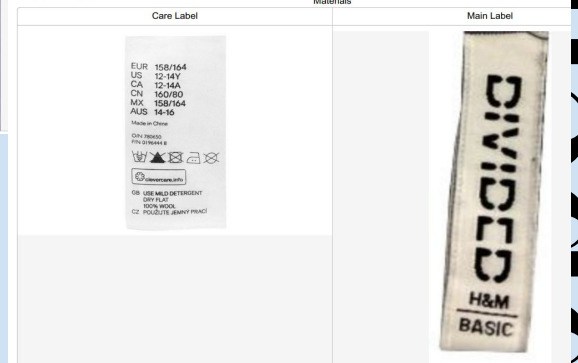 Materials
Care Label
Main Label
EUR 158/164
US 12-14Y
CA 12-14A
CN 160/80
MX 158/164
AUS 14-16
Made in China
O/N 780650
P/N 0196444 8
clevercare.info
GB USE MILD DETERGENT
DRY FLAT
100% WOOL
CZ POUŽIJTE JEMNÝ PRACÍ
DIVIDED
H&M
BASIC